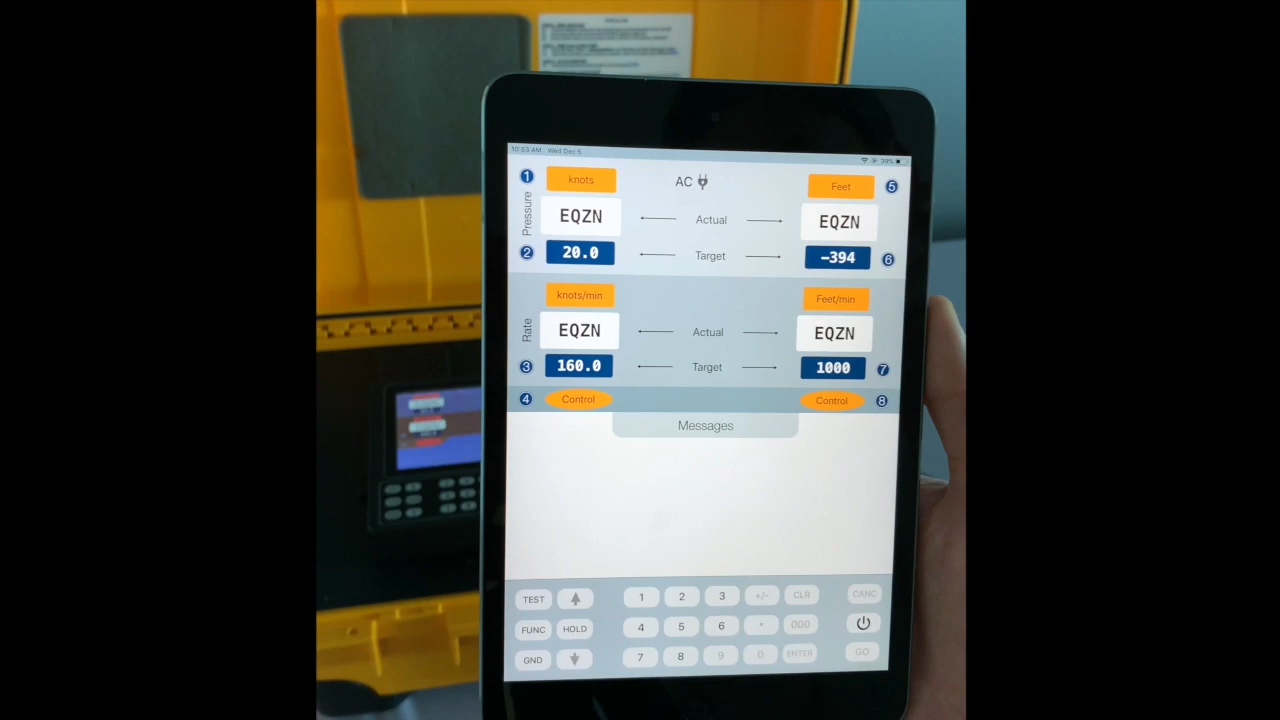 10:53 AM Wed Dec 5 39%
1 knots AC Feet 5
Pressure
EQZN Actual EQZN
2 20.0 Target -394 6
knots/min Feet/min
Rate
EQZN Actual EQZN
3 160.0 Target 1000 7
4 Control Control 8
Messages
TEST 1 2 3 +/- CLR CANC
FUNC HOLD 4 5 6 • 000
GND 7 8 9 0 ENTER GO